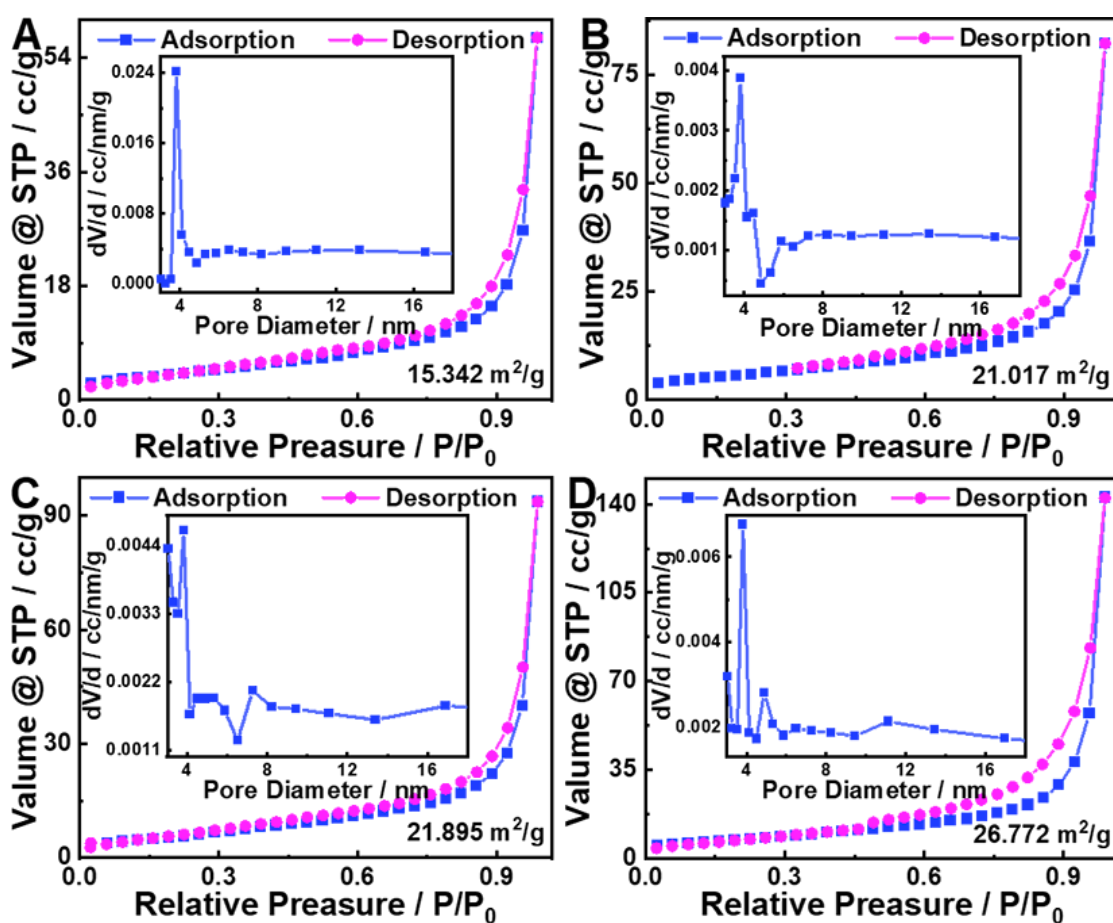 A
Adsorption
Desorption
Valume @ STP / cc/g
54
36
18
0
dV/d / cc/nm/g
0.024
0.016
0.008
0.000
4
8
12
16
Pore Diameter / nm
15.342 m²/g
0.0
0.3
0.6
0.9
Relative Preasure / P/P₀
B
Adsorption
Desorption
Valume @ STP / cc/g
75
50
25
0
dV/d / cc/nm/g
0.004
0.003
0.002
0.001
4
8
12
16
Pore Diameter / nm
21.017 m²/g
0.0
0.3
0.6
0.9
Relative Preasure / P/P₀
C
Adsorption
Desorption
Valume @ STP / cc/g
90
60
30
0
dV/d / cc/nm/g
0.0044
0.0033
0.0022
0.0011
4
8
12
16
Pore Diameter / nm
21.895 m²/g
0.0
0.3
0.6
0.9
Relative Preasure / P/P₀
D
Adsorption
Desorption
Valume @ STP / cc/g
140
105
70
35
0
dV/d / cc/nm/g
0.006
0.004
0.002
4
8
12
16
Pore Diameter / nm
26.772 m²/g
0.0
0.3
0.6
0.9
Relative Preasure / P/P₀